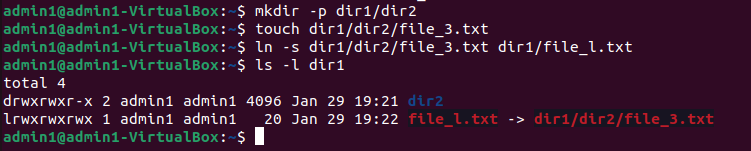 admin1@admin1-VirtualBox:~$ mkdir -p dir1/dir2
admin1@admin1-VirtualBox:~$ touch dir1/dir2/file_3.txt
admin1@admin1-VirtualBox:~$ ln -s dir1/dir2/file_3.txt dir1/file_l.txt
admin1@admin1-VirtualBox:~$ ls -l dir1
total 4
drwxrwxr-x 2 admin1 admin1 4096 Jan 29 19:21 dir2
lrwxrwxrwx 1 admin1 admin1   20 Jan 29 19:22 file_l.txt -> dir1/dir2/file_3.txt
admin1@admin1-VirtualBox:~$